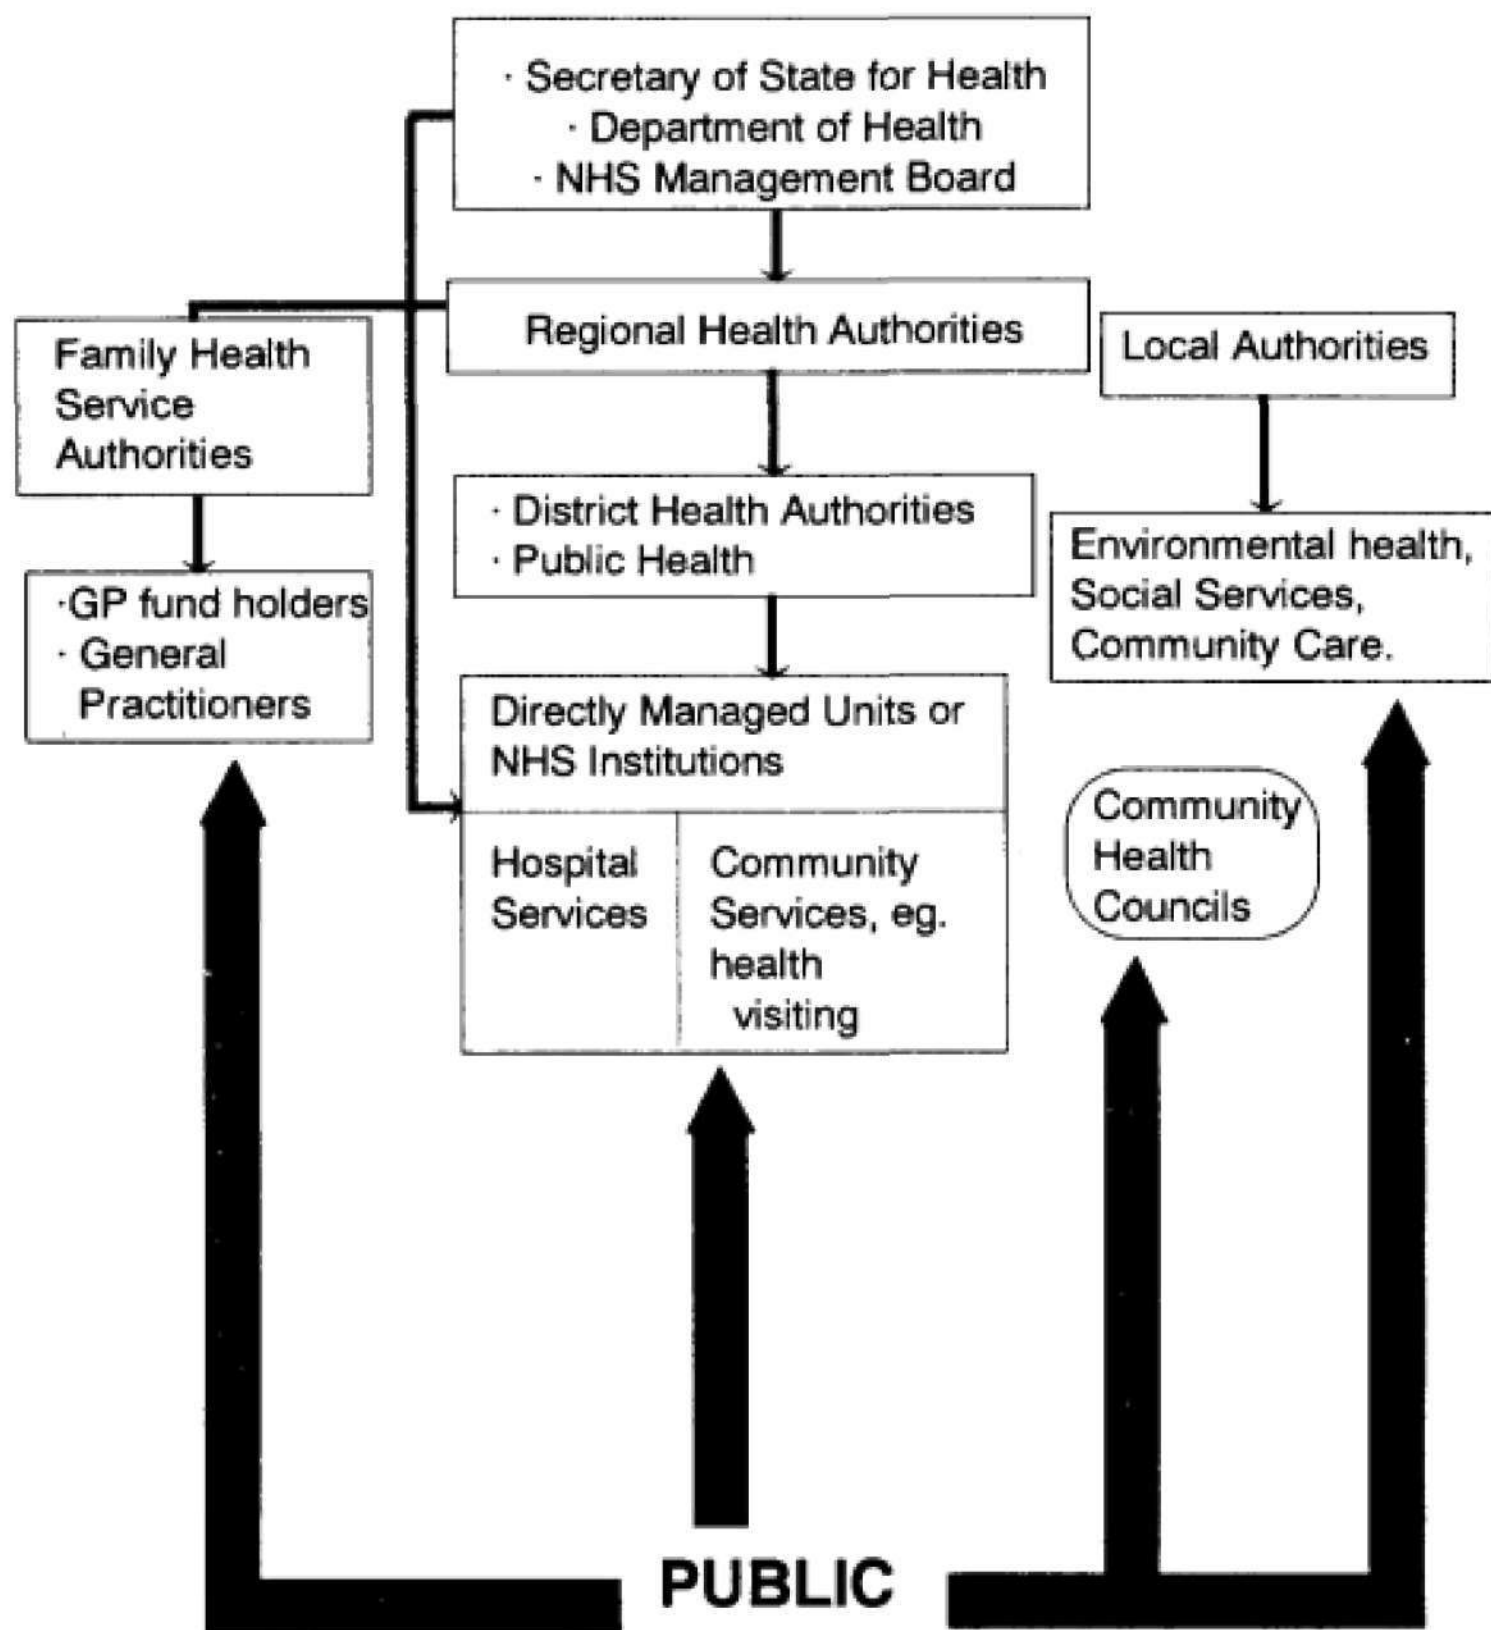 · Secretary of State for Health
· Department of Health
· NHS Management Board
Regional Health Authorities
Family Health
Service
Authorities
Local Authorities
· District Health Authorities
· Public Health
Environmental health,
Social Services,
Community Care.
·GP fund holders
· General
Practitioners
Directly Managed Units or
NHS Institutions
Hospital
Services
Community
Services, eg.
health
visiting
Community
Health
Councils
PUBLIC